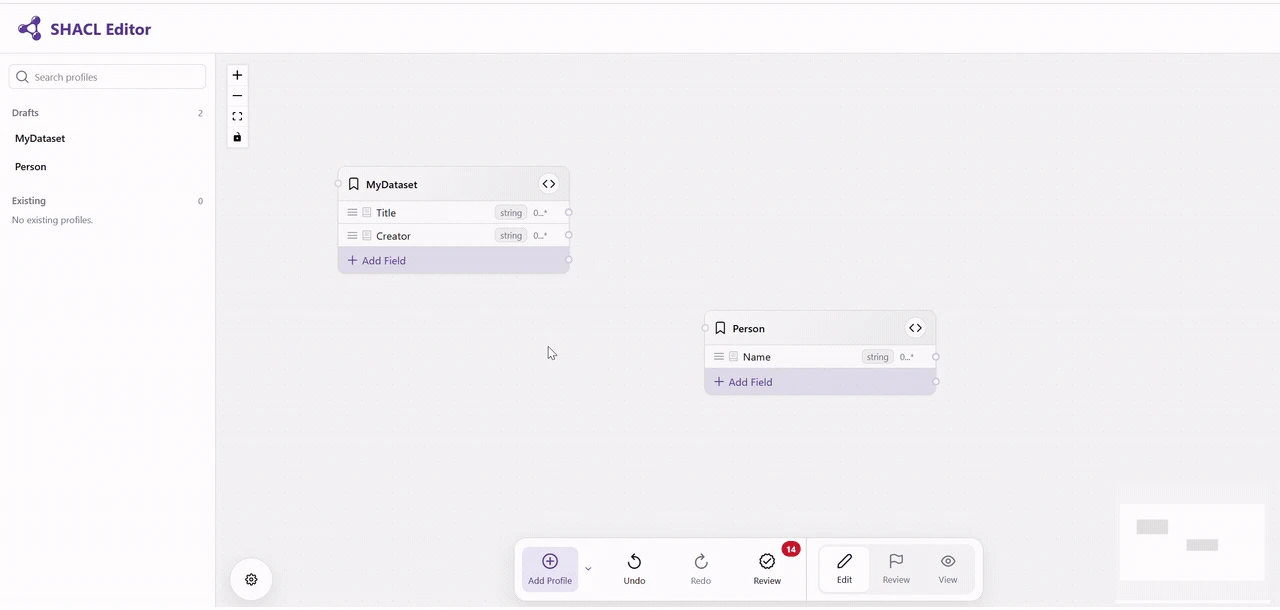 SHACL Editor
Search profiles
Drafts 2
MyDataset
Person
Existing 0
No existing profiles.
MyDataset
Title string 0...*
Creator string 0...*
Add Field
Person
Name string 0...*
Add Field
Add Profile Undo Redo Review 14 Edit Review View